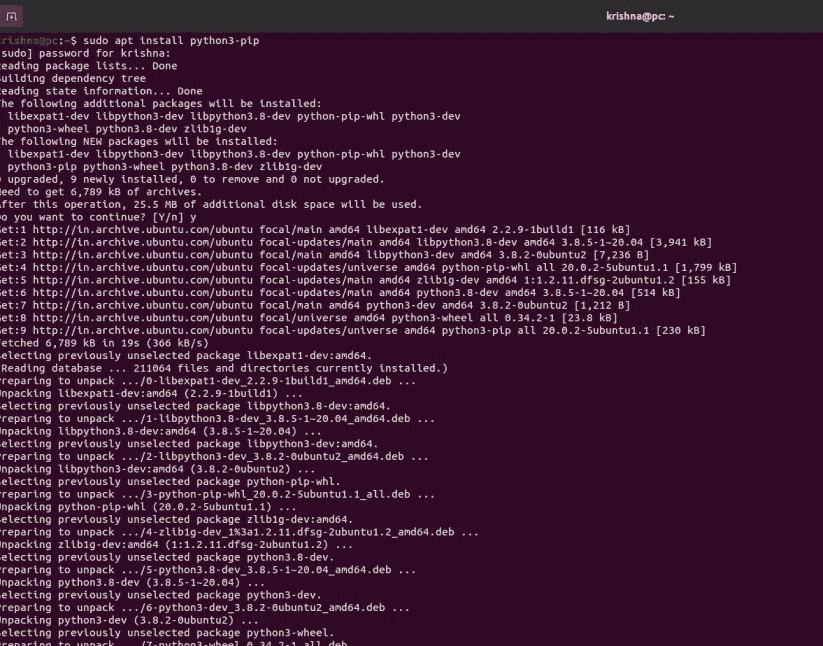 krishna@pc: ~
krishna@pc:~$ sudo apt install python3-pip
sudo] password for krishna:
eading package lists... Done
uilding dependency tree
eading state information... Done
he following additional packages will be installed:
libexpat1-dev libpython3-dev libpython3.8-dev python-pip-whl python3-dev
python3-wheel python3.8-dev zlib1g-dev
he following NEW packages will be installed:
libexpat1-dev libpython3-dev libpython3.8-dev python-pip-whl python3-dev
python3-pip python3-wheel python3.8-dev zlib1g-dev
0 upgraded, 9 newly installed, 0 to remove and 0 not upgraded.
eed to get 6,789 kB of archives.
fter this operation, 25.5 MB of additional disk space will be used.
o you want to continue? [Y/n] y
et:1 http://in.archive.ubuntu.com/ubuntu focal/main amd64 libexpat1-dev amd64 2.2.9-1build1 [116 kB]
et:2 http://in.archive.ubuntu.com/ubuntu focal-updates/main amd64 libpython3.8-dev amd64 3.8.5-1~20.04 [3,941 kB]
et:3 http://in.archive.ubuntu.com/ubuntu focal/main amd64 libpython3-dev amd64 3.8.2-0ubuntu2 [7,236 B]
et:4 http://in.archive.ubuntu.com/ubuntu focal-updates/universe amd64 python-pip-whl all 20.0.2-5ubuntu1.1 [1,799 kB]
et:5 http://in.archive.ubuntu.com/ubuntu focal-updates/main amd64 zlib1g-dev amd64 1:1.2.11.dfsg-2ubuntu1.2 [155 kB]
et:6 http://in.archive.ubuntu.com/ubuntu focal-updates/main amd64 python3.8-dev amd64 3.8.5-1~20.04 [514 kB]
et:7 http://in.archive.ubuntu.com/ubuntu focal/main amd64 python3-dev amd64 3.8.2-0ubuntu2 [1,212 B]
et:8 http://in.archive.ubuntu.com/ubuntu focal/universe amd64 python3-wheel all 0.34.2-1 [23.8 kB]
et:9 http://in.archive.ubuntu.com/ubuntu focal-updates/universe amd64 python3-pip all 20.0.2-5ubuntu1.1 [230 kB]
etched 6,789 kB in 19s (366 kB/s)
electing previously unselected package libexpat1-dev:amd64.
(Reading database ... 211064 files and directories currently installed.)
reparing to unpack .../0-libexpat1-dev_2.2.9-1build1_amd64.deb ...
npacking libexpat1-dev:amd64 (2.2.9-1build1) ...
electing previously unselected package libpython3.8-dev:amd64.
reparing to unpack .../1-libpython3.8-dev_3.8.5-1~20.04_amd64.deb ...
npacking libpython3.8-dev:amd64 (3.8.5-1~20.04) ...
electing previously unselected package libpython3-dev:amd64.
reparing to unpack .../2-libpython3-dev_3.8.2-0ubuntu2_amd64.deb ...
npacking libpython3-dev:amd64 (3.8.2-0ubuntu2) ...
electing previously unselected package python-pip-whl.
reparing to unpack .../3-python-pip-whl_20.0.2-5ubuntu1.1_all.deb ...
npacking python-pip-whl (20.0.2-5ubuntu1.1) ...
electing previously unselected package zlib1g-dev:amd64.
reparing to unpack .../4-zlib1g-dev_1%3a1.2.11.dfsg-2ubuntu1.2_amd64.deb ...
npacking zlib1g-dev:amd64 (1:1.2.11.dfsg-2ubuntu1.2) ...
electing previously unselected package python3.8-dev.
reparing to unpack .../5-python3.8-dev_3.8.5-1~20.04_amd64.deb ...
npacking python3.8-dev (3.8.5-1~20.04) ...
electing previously unselected package python3-dev.
reparing to unpack .../6-python3-dev_3.8.2-0ubuntu2_amd64.deb ...
npacking python3-dev (3.8.2-0ubuntu2) ...
electing previously unselected package python3-wheel.
reparing to unpack .../7-python3-wheel_0.34.2-1_all.deb